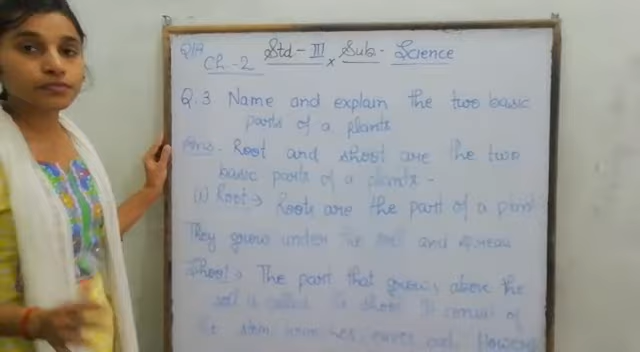 Q/A
Ch-2 Std - III x Sub - Science
Q.3 Name and explain the two basic
parts of a plants
Ans- Root and shoot are the two
basic parts of a plants -
(i) Root → Roots are the part of a plant
They grow under the soil and spread
Shoot → The part that grows above the
soil is called shoot It consist of
stem